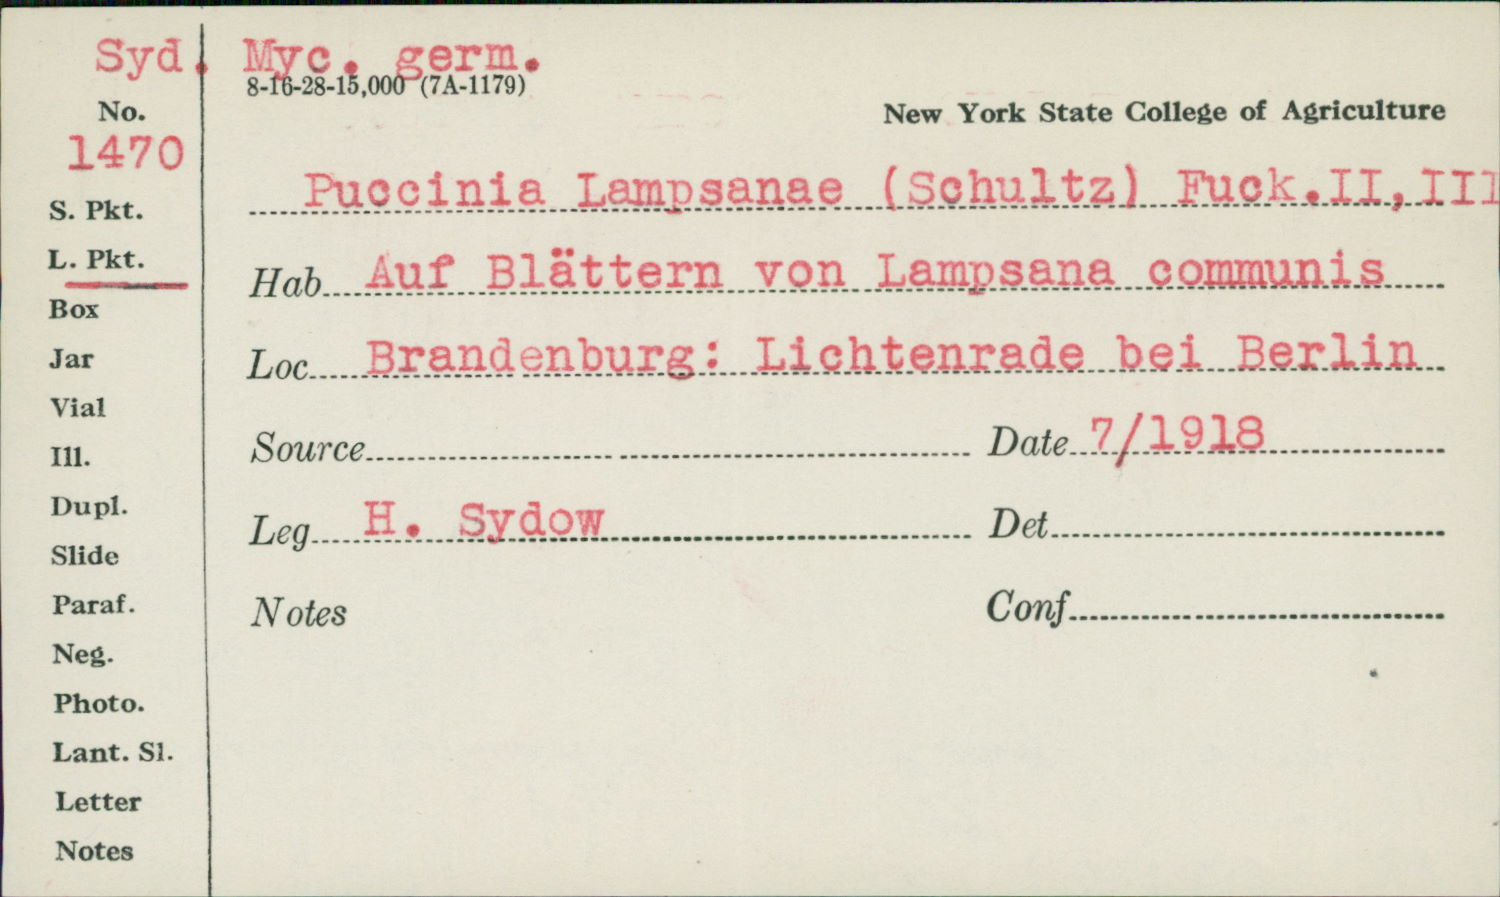 Syd. Myc. germ.
8-16-28-15,000 (7A-1179)
No.
New York State College of Agriculture
1470
Puccinia Lampsanae (Schultz) Fuck.II,III
S. Pkt.
L. Pkt.
Hab Auf Blättern von Lampsana communis
Box
Jar
Loc Brandenburg: Lichtenrade bei Berlin
Vial
Source Date 7/1918
Ill.
Dupl.
Leg H. Sydow Det
Slide
Paraf.
Notes Conf
Neg.
Photo.
Lant. Sl.
Letter
Notes